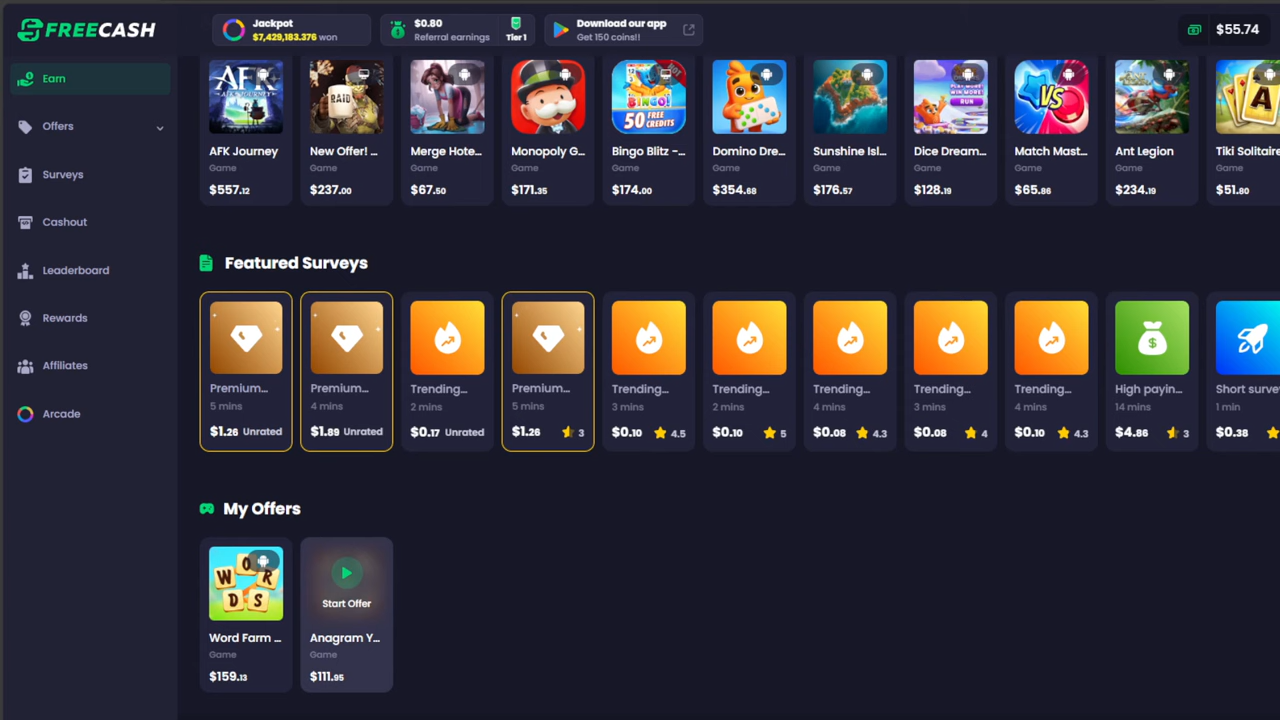 FREECASH
Jackpot
$7,429,183.376 won
$0.80
Referral earnings
Tier 1
Download our app
Get 150 coins!!
$55.74
Earn
Offers
Surveys
Cashout
Leaderboard
Rewards
Affiliates
Arcade
AFK
RAID
BINGO!
50 FREE
CREDITS
PLAY MORE
WIN MORE!
RUN
VS
A
AFK Journey
Game
$557.12
New Offer! ...
Game
$237.00
Merge Hote...
Game
$67.50
Monopoly G...
Game
$171.35
Bingo Blitz -...
Game
$174.00
Domino Dre...
Game
$354.68
Sunshine Isl...
Game
$176.57
Dice Dream...
Game
$128.19
Match Mast...
Game
$65.86
Ant Legion
Game
$234.19
Tiki Solitaire
Game
$51.80
Featured Surveys
Premium...
5 mins
$1.26 Unrated
Premium...
4 mins
$1.89 Unrated
Trending...
2 mins
$0.17 Unrated
Premium...
5 mins
$1.26 3
Trending...
3 mins
$0.10 4.5
Trending...
2 mins
$0.10 5
Trending...
4 mins
$0.08 4.3
Trending...
3 mins
$0.08 4
Trending...
4 mins
$0.10 4.3
High payin...
14 mins
$4.86 3
Short surve
1 min
$0.38
My Offers
WORDS
Word Farm ...
Game
$159.13
Start Offer
Anagram Y...
Game
$111.95